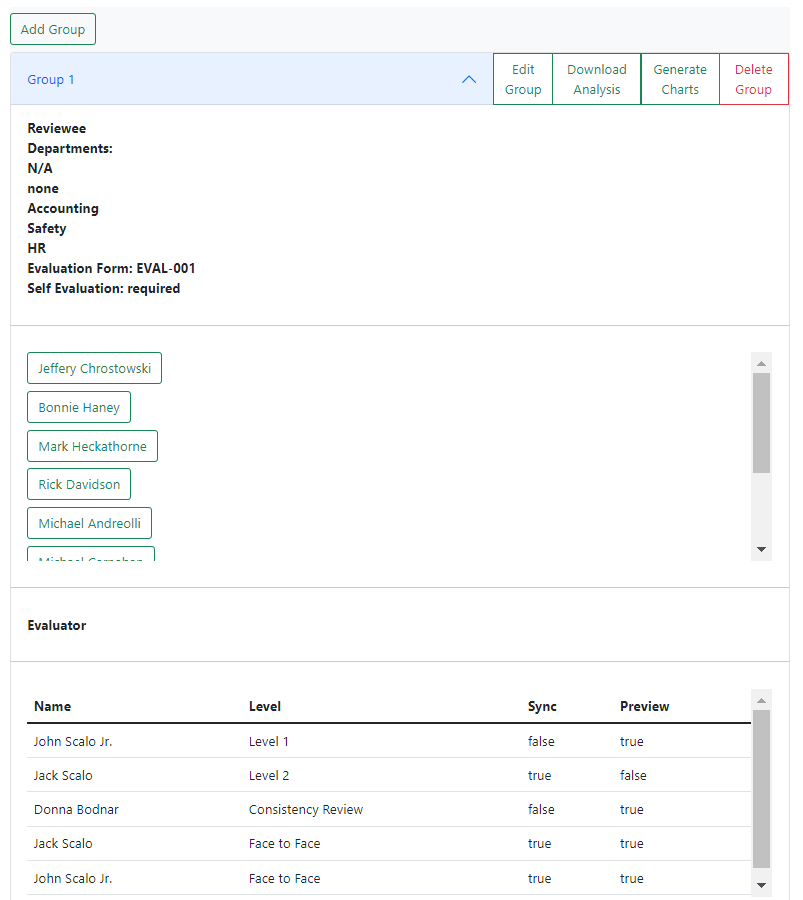 Add Group
Group 1
Edit Group
Download Analysis
Generate Charts
Delete Group
Reviewee
Departments:
N/A
none
Accounting
Safety
HR
Evaluation Form: EVAL-001
Self Evaluation: required
Jeffery Chrostowski
Bonnie Haney
Mark Heckathorne
Rick Davidson
Michael Andreolli
Michael Carnahan
Evaluator
Name Level Sync Preview
John Scalo Jr. Level 1 false true
Jack Scalo Level 2 true false
Donna Bodnar Consistency Review false true
Jack Scalo Face to Face true true
John Scalo Jr. Face to Face true true